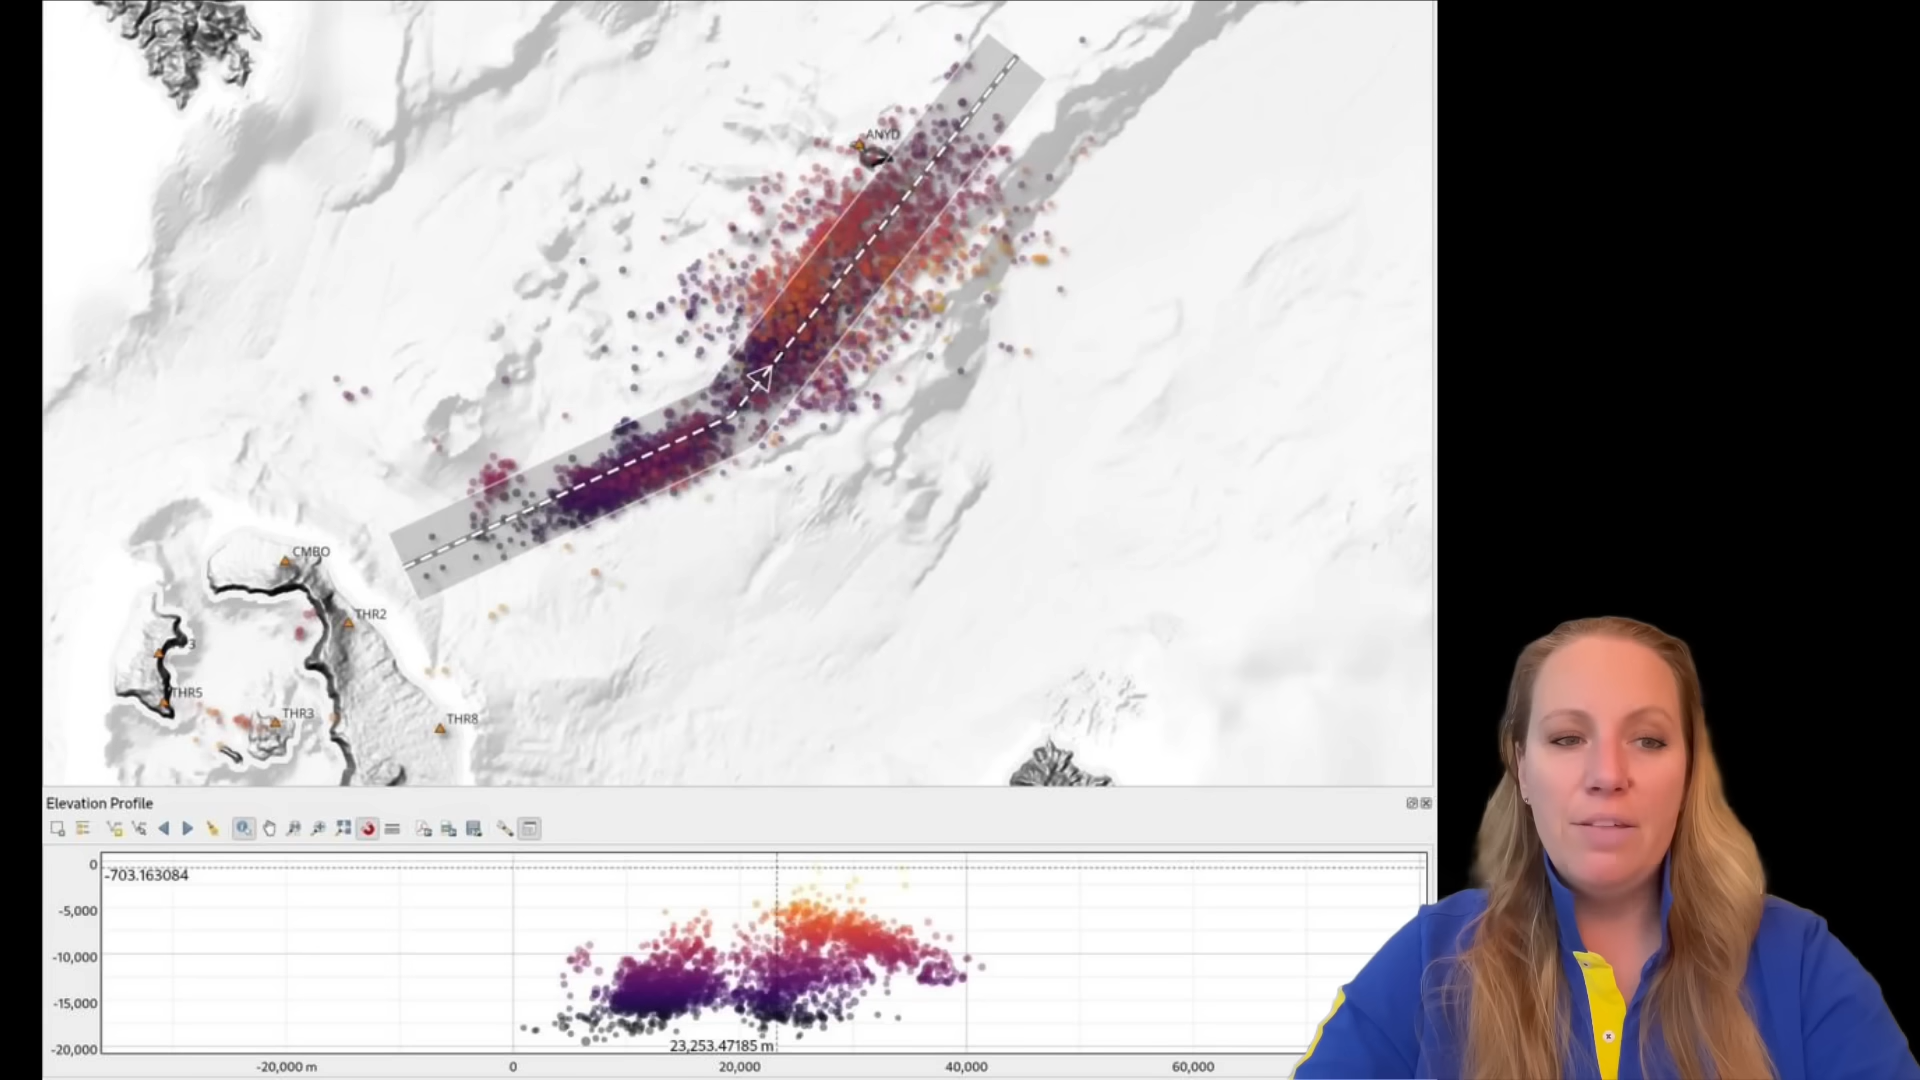 ANYD
CMBO
THR2
3
THR5
THR3
THR8
Elevation Profile
0
-703.163084
-5,000
-10,000
-15,000
-20,000
23,253.47185 m
-20,000 m
0
20,000
40,000
60,000